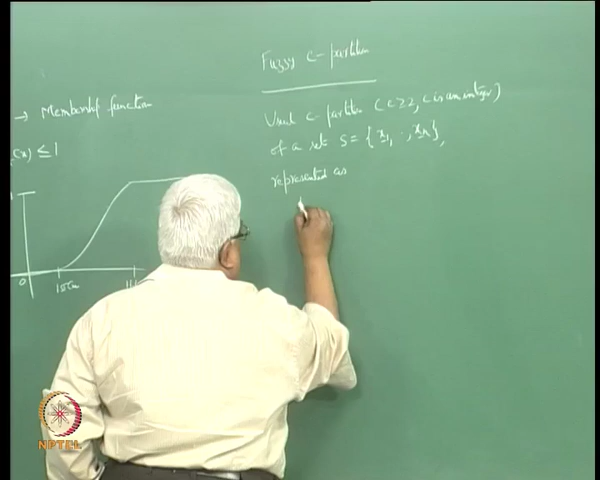 → Membership function
(x) ≤ 1
0
Fuzzy c-partition
Usual c-partition (c≥2, c is an integer)
of a set S = {x1, ., xn},
represented as
NPTEL